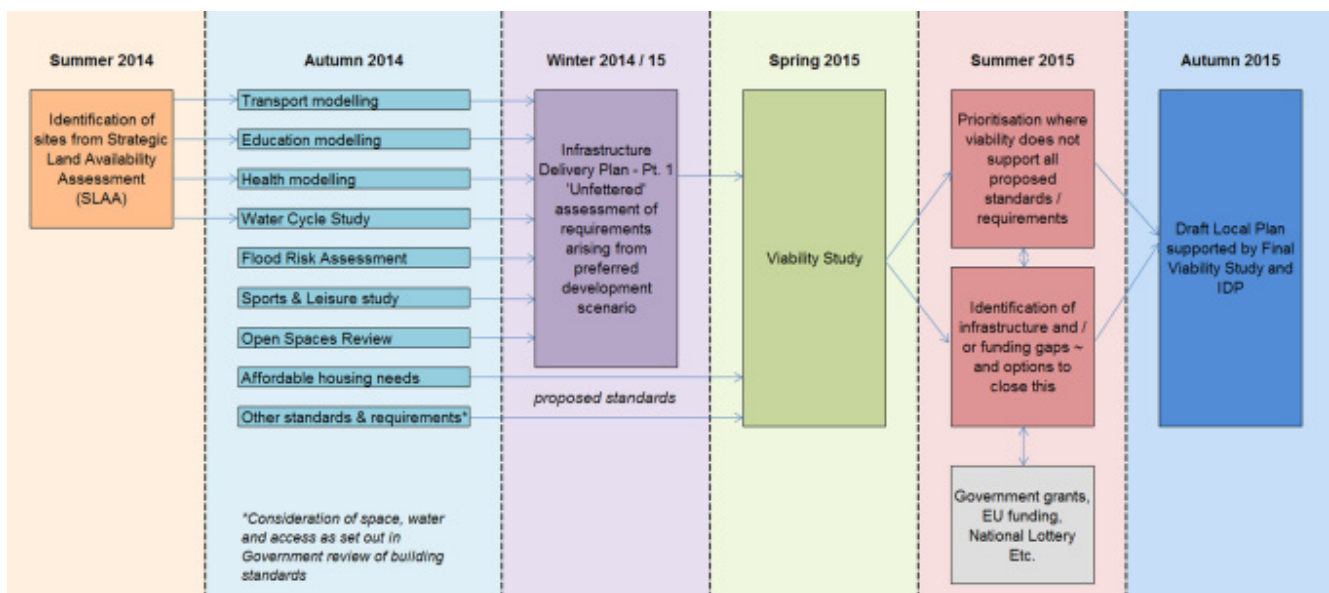 Summer 2014
Identification of
sites from Strategic
Land Availability
Assessment
(SLAA)
Autumn 2014
Transport modelling
Education modelling
Health modelling
Water Cycle Study
Flood Risk Assessment
Sports & Leisure study
Open Spaces Review
Affordable housing needs
Other standards & requirements*
*Consideration of space, water
and access as set out in
Government review of building
standards
Winter 2014 / 15
Infrastructure
Delivery Plan - Pt. 1
'Unfettered'
assessment of
requirements
arising from
preferred
development
scenario
proposed standards
Spring 2015
Viability Study
Summer 2015
Prioritisation where
viability does not
support all
proposed
standards /
requirements
Identification of
infrastructure and /
or funding gaps ~
and options to
close this
Government grants,
EU funding,
National Lottery
Etc.
Autumn 2015
Draft Local Plan
supported by Final
Viability Study and
IDP